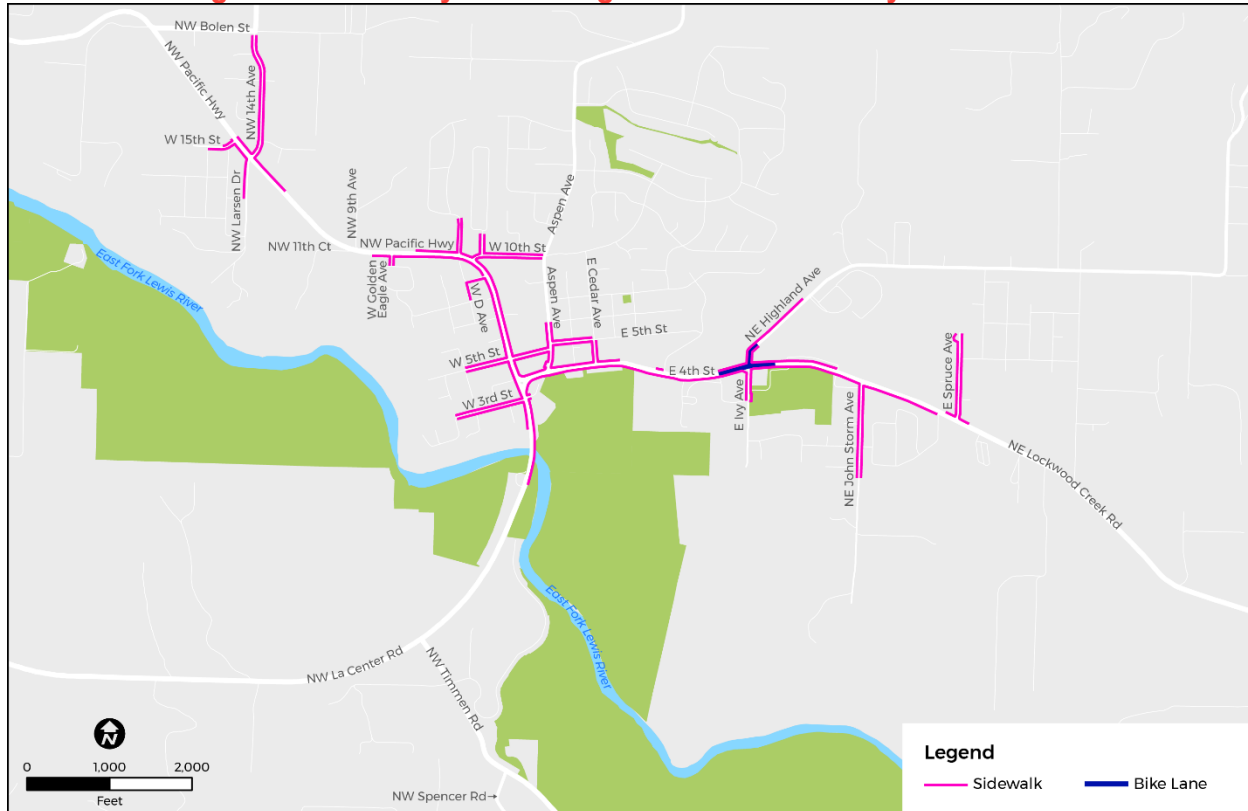 NW Bolen St
NW Pacific Hwy
NW 14th Ave
W 15th St
NW Larsen Dr
NW 9th Ave
Aspen Ave
NW 11th Ct
NW Pacific Hwy
W 10th St
East Fork Lewis River
W Golden
Eagle Ave
W D Ave
Aspen Ave
E Cedar Ave
NE Highland Ave
E 5th St
W 5th St
E 4th St
E Spruce Ave
W 3rd St
E Ivy Ave
NE John Storm Ave
NE Lockwood Creek Rd
East Fork Lewis River
NW La Center Rd
NW Timmen Rd
N
0 1,000 2,000
Feet
NW Spencer Rd
Legend
Sidewalk
Bike Lane